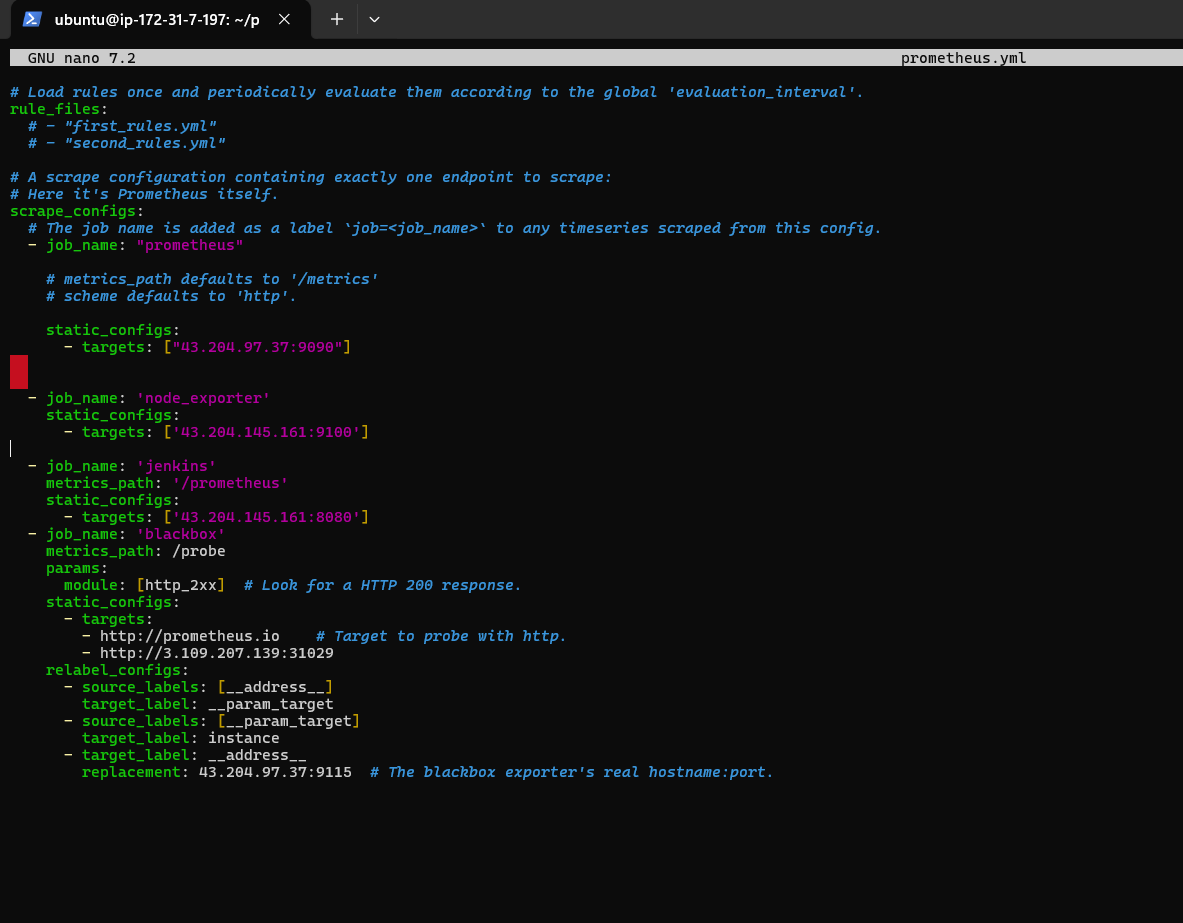 ubuntu@ip-172-31-7-197: ~/p
GNU nano 7.2 prometheus.yml
# Load rules once and periodically evaluate them according to the global 'evaluation_interval'.
rule_files:
  # - "first_rules.yml"
  # - "second_rules.yml"

# A scrape configuration containing exactly one endpoint to scrape:
# Here it's Prometheus itself.
scrape_configs:
  # The job name is added as a label `job=<job_name>` to any timeseries scraped from this config.
  - job_name: "prometheus"

    # metrics_path defaults to '/metrics'
    # scheme defaults to 'http'.

    static_configs:
      - targets: ["43.204.97.37:9090"]

  - job_name: 'node_exporter'
    static_configs:
      - targets: ['43.204.145.161:9100']

  - job_name: 'jenkins'
    metrics_path: '/prometheus'
    static_configs:
      - targets: ['43.204.145.161:8080']
  - job_name: 'blackbox'
    metrics_path: /probe
    params:
      module: [http_2xx]  # Look for a HTTP 200 response.
    static_configs:
      - targets:
        - http://prometheus.io    # Target to probe with http.
        - http://3.109.207.139:31029
    relabel_configs:
      - source_labels: [__address__]
        target_label: __param_target
      - source_labels: [__param_target]
        target_label: instance
      - target_label: __address__
        replacement: 43.204.97.37:9115  # The blackbox exporter's real hostname:port.